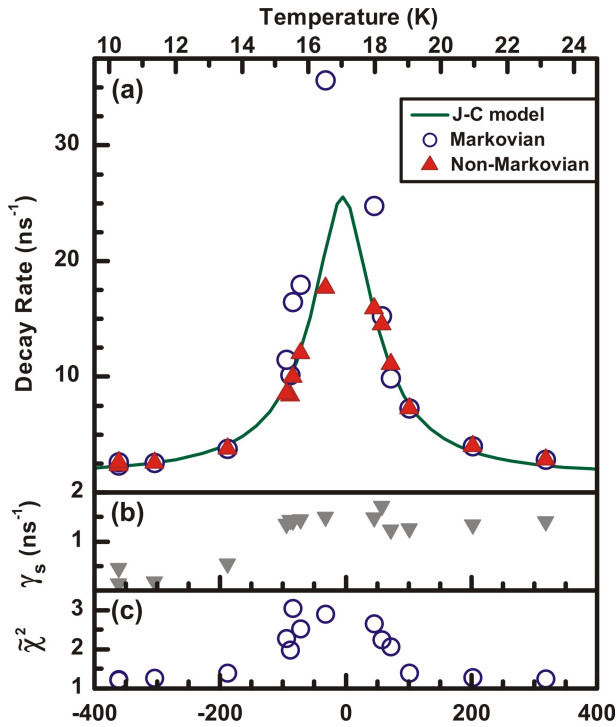 Temperature (K)
10 12 14 16 18 20 22 24
(a)
J-C model
Markovian
Non-Markovian
Decay Rate (ns⁻¹)
30
20
10
2
(b)
γₛ (ns⁻¹)
1
(c)
χ̃²
3
2
1
-400 -200 0 200 400